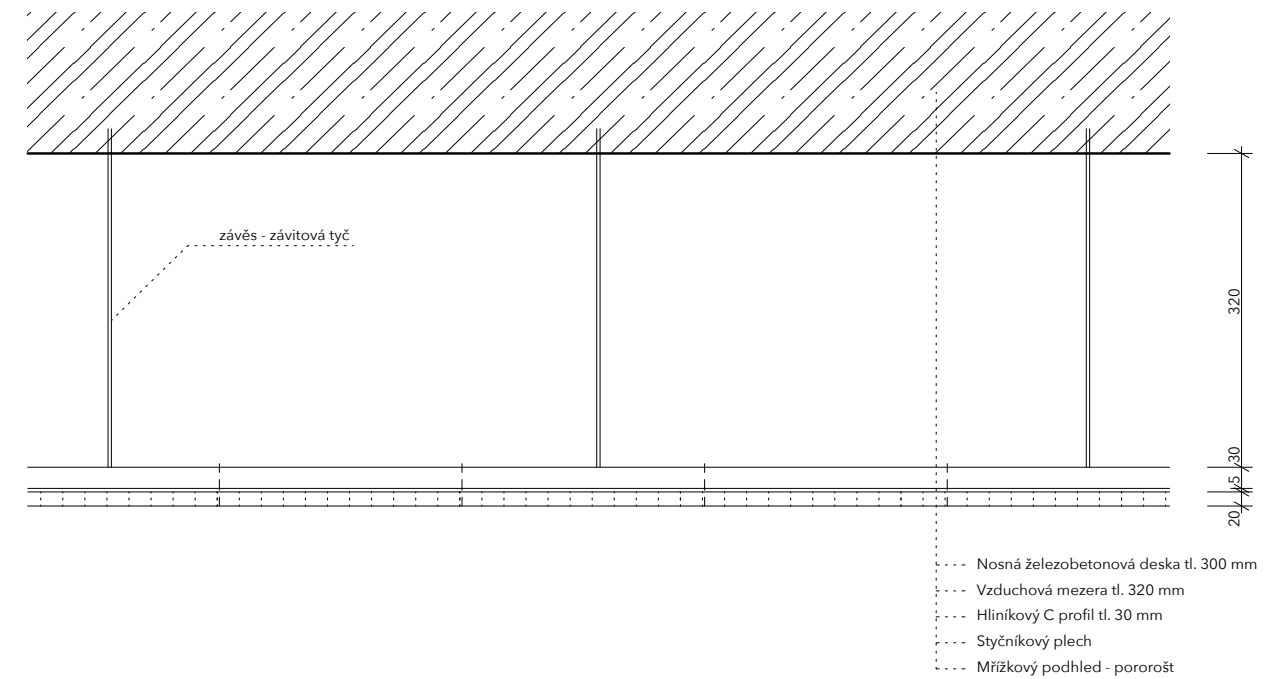 závěs - závitová tyč
320
30
5
20
Nosná železobetonová deska tl. 300 mm
Vzduchová mezera tl. 320 mm
Hliníkový C profil tl. 30 mm
Styčníkový plech
Mřížkový podhled - pororošt